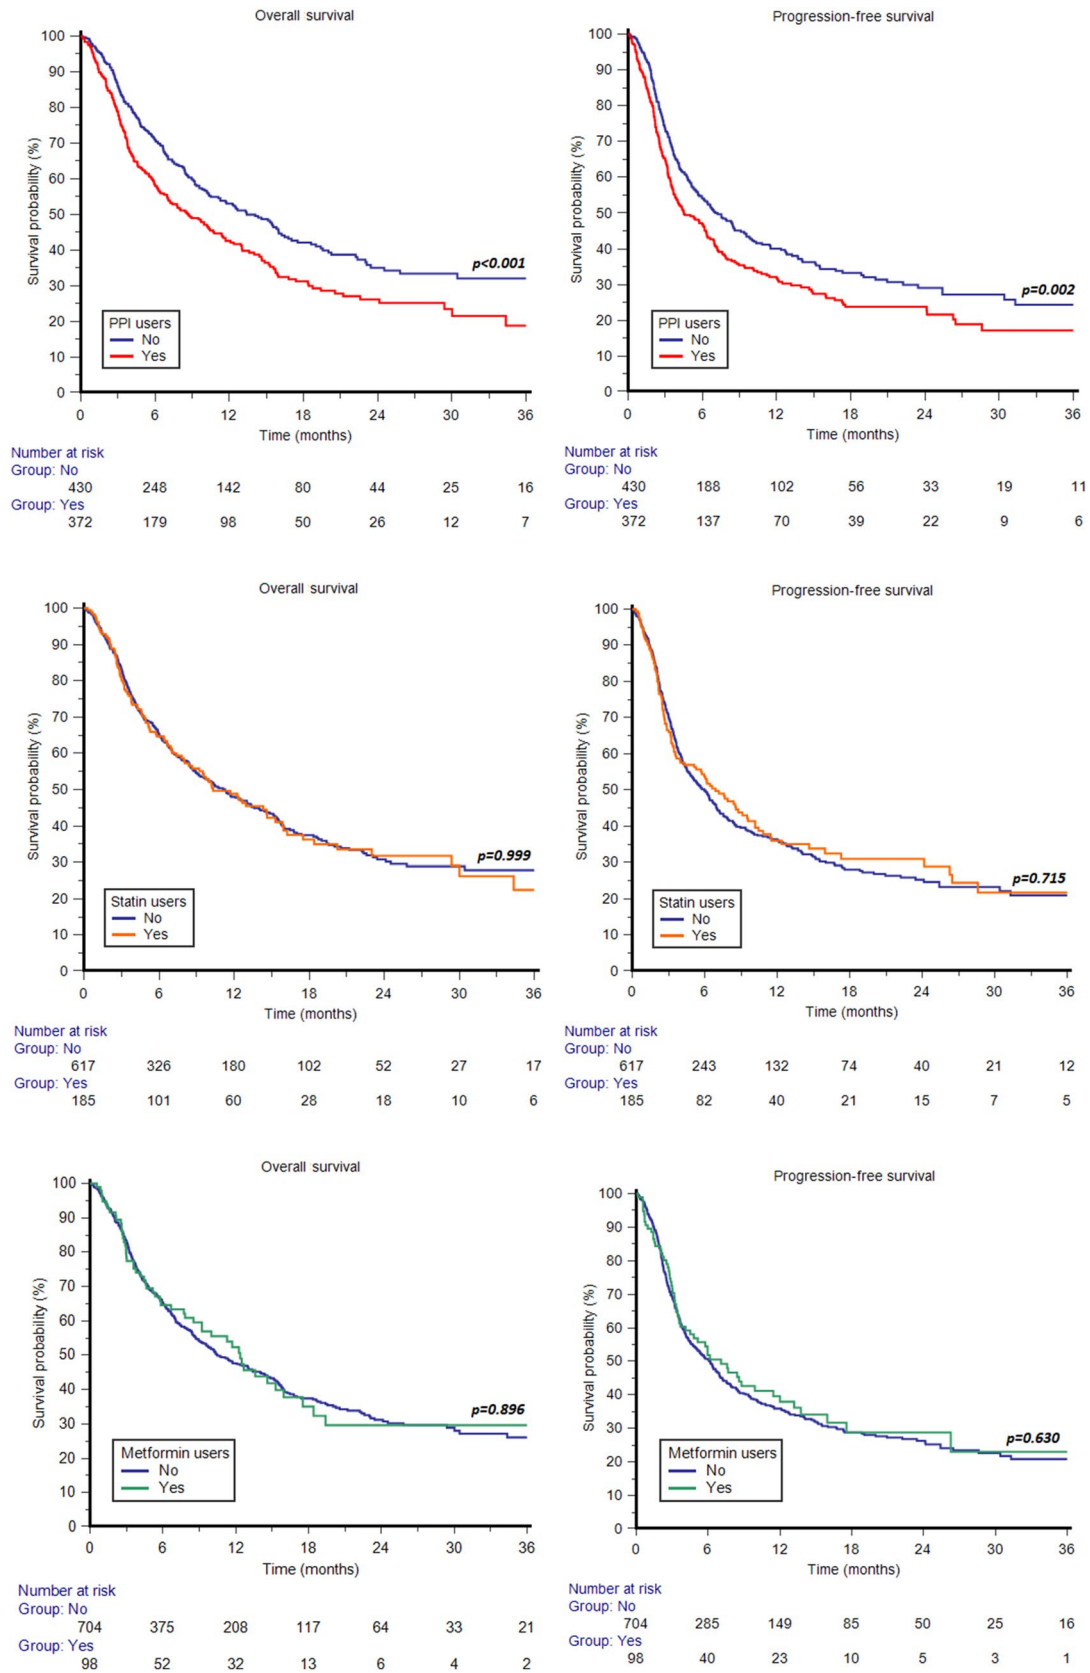 Overall survival
Survival probability (%)
100
90
80
70
60
50
40
30
20
10
0
p<0.001
PPI users
No
Yes
0 6 12 18 24 30 36
Time (months)
Number at risk
Group: No
430 248 142 80 44 25 16
Group: Yes
372 179 98 50 26 12 7
Progression-free survival
Survival probability (%)
100
90
80
70
60
50
40
30
20
10
0
p=0.002
PPI users
No
Yes
0 6 12 18 24 30 36
Time (months)
Number at risk
Group: No
430 188 102 56 33 19 11
Group: Yes
372 137 70 39 22 9 6
Overall survival
Survival probability (%)
100
90
80
70
60
50
40
30
20
10
0
p=0.999
Statin users
No
Yes
0 6 12 18 24 30 36
Time (months)
Number at risk
Group: No
617 326 180 102 52 27 17
Group: Yes
185 101 60 28 18 10 6
Progression-free survival
Survival probability (%)
100
90
80
70
60
50
40
30
20
10
0
p=0.715
Statin users
No
Yes
0 6 12 18 24 30 36
Time (months)
Number at risk
Group: No
617 243 132 74 40 21 12
Group: Yes
185 82 40 21 15 7 5
Overall survival
Survival probability (%)
100
90
80
70
60
50
40
30
20
10
0
p=0.896
Metformin users
No
Yes
0 6 12 18 24 30 36
Time (months)
Number at risk
Group: No
704 375 208 117 64 33 21
Group: Yes
98 52 32 13 6 4 2
Progression-free survival
Survival probability (%)
100
90
80
70
60
50
40
30
20
10
0
p=0.630
Metformin users
No
Yes
0 6 12 18 24 30 36
Time (months)
Number at risk
Group: No
704 285 149 85 50 25 16
Group: Yes
98 40 23 10 5 3 1